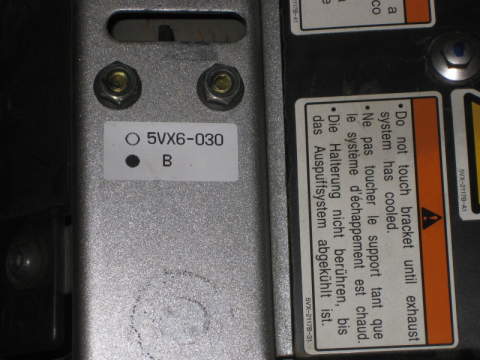 ○ 5VX6-030
● B
• Do not touch bracket until exhaust
system has cooled.
• Ne pas toucher le support tant que
le système d'échappement est chaud.
• Die Halterung nicht berühren, bis
das Auspuffsystem abgekühlt ist.